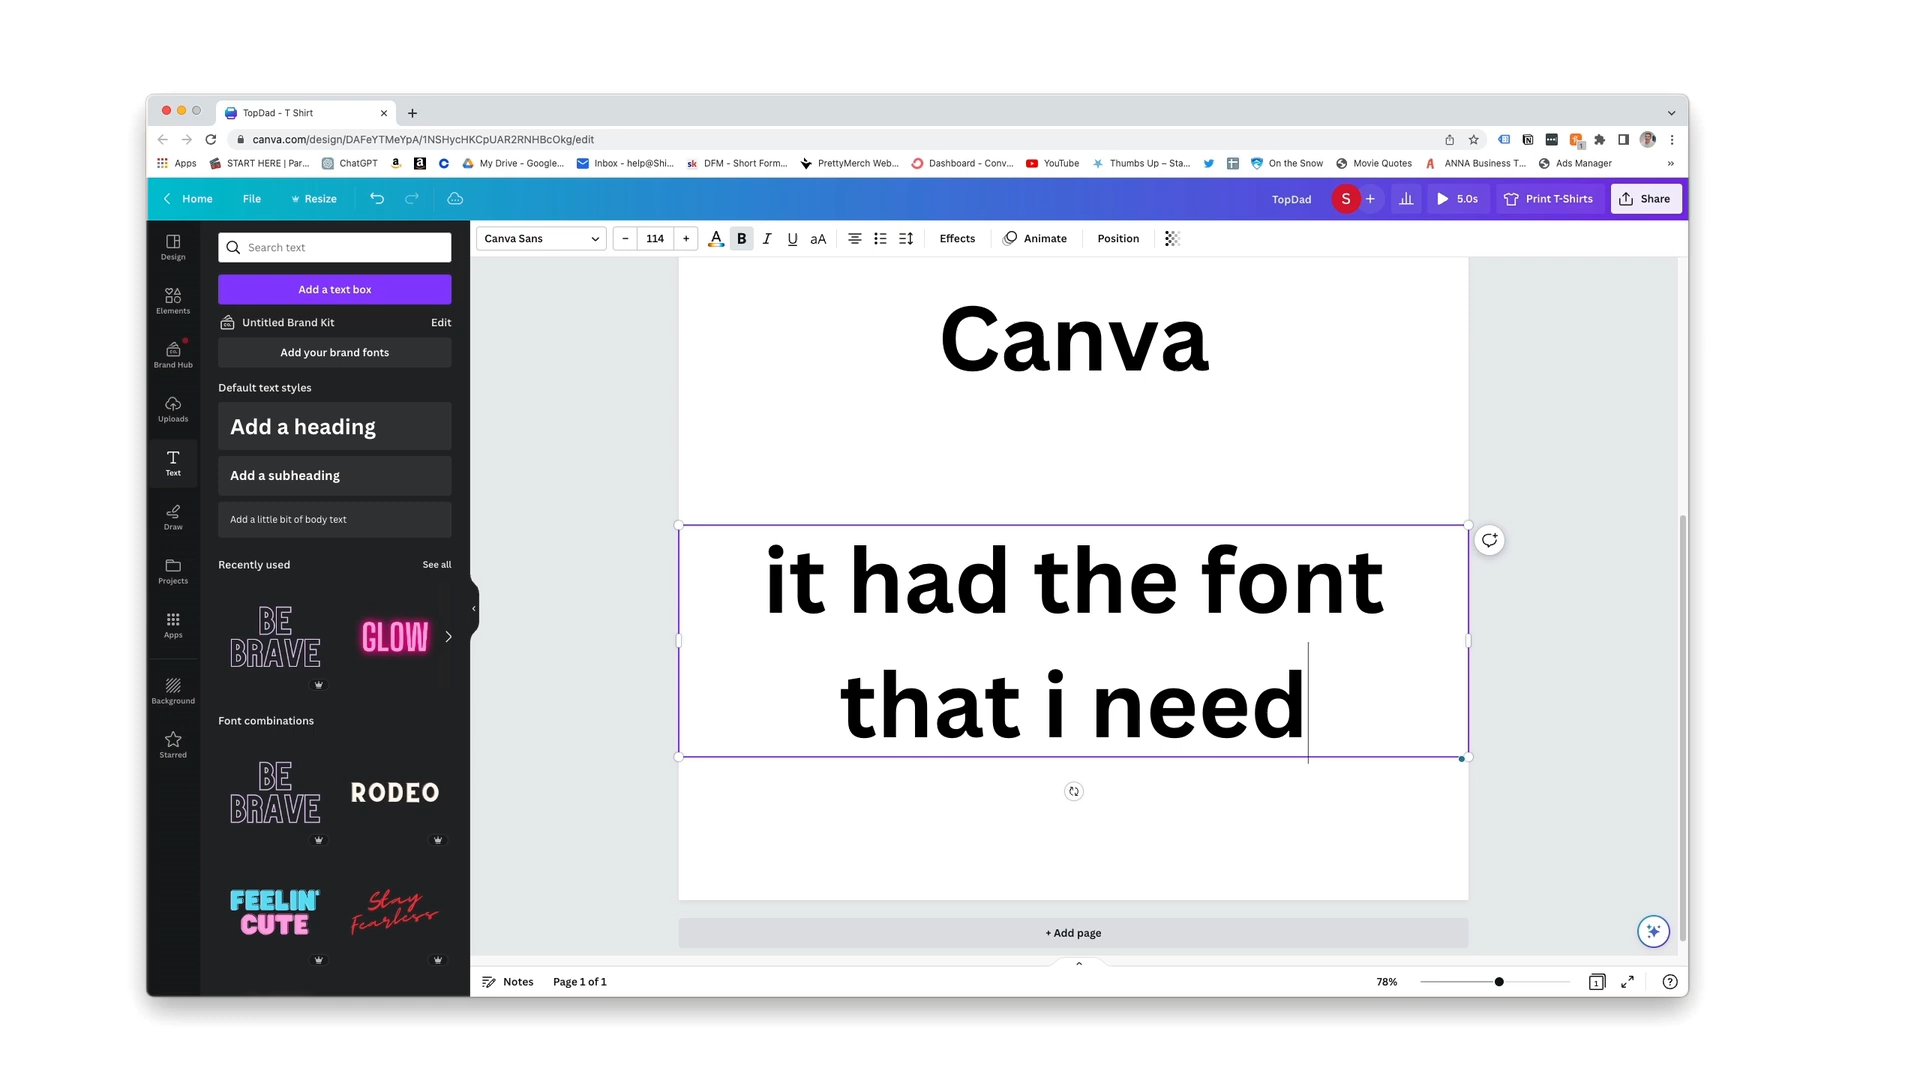 TopDad - T Shirt
canva.com/design/DAFeYTMeYpA/1NSHycHKCpUAR2RNHBcOkg/edit
Apps START HERE | Par... ChatGPT My Drive - Google... Inbox - help@Shi... sk DFM - Short Form... PrettyMerch Web... Dashboard - Conv... YouTube Thumbs Up – Sta... On the Snow Movie Quotes ANNA Business T... Ads Manager »
Home File Resize TopDad S + 5.0s Print T-Shirts Share
Canva Sans – 114 + A B I U aA Effects Animate Position
Design
Elements
Brand Hub
Uploads
Text
Draw
Projects
Apps
Background
Starred
Search text
Add a text box
Untitled Brand Kit Edit
Add your brand fonts
Default text styles
Add a heading
Add a subheading
Add a little bit of body text
Recently used See all
BE
BRAVE
GLOW
Font combinations
BE
BRAVE
RODEO
FEELIN'
CUTE
Stay
Fearless
Canva
it had the font
that i need
+ Add page
Notes Page 1 of 1 78% 1 ?